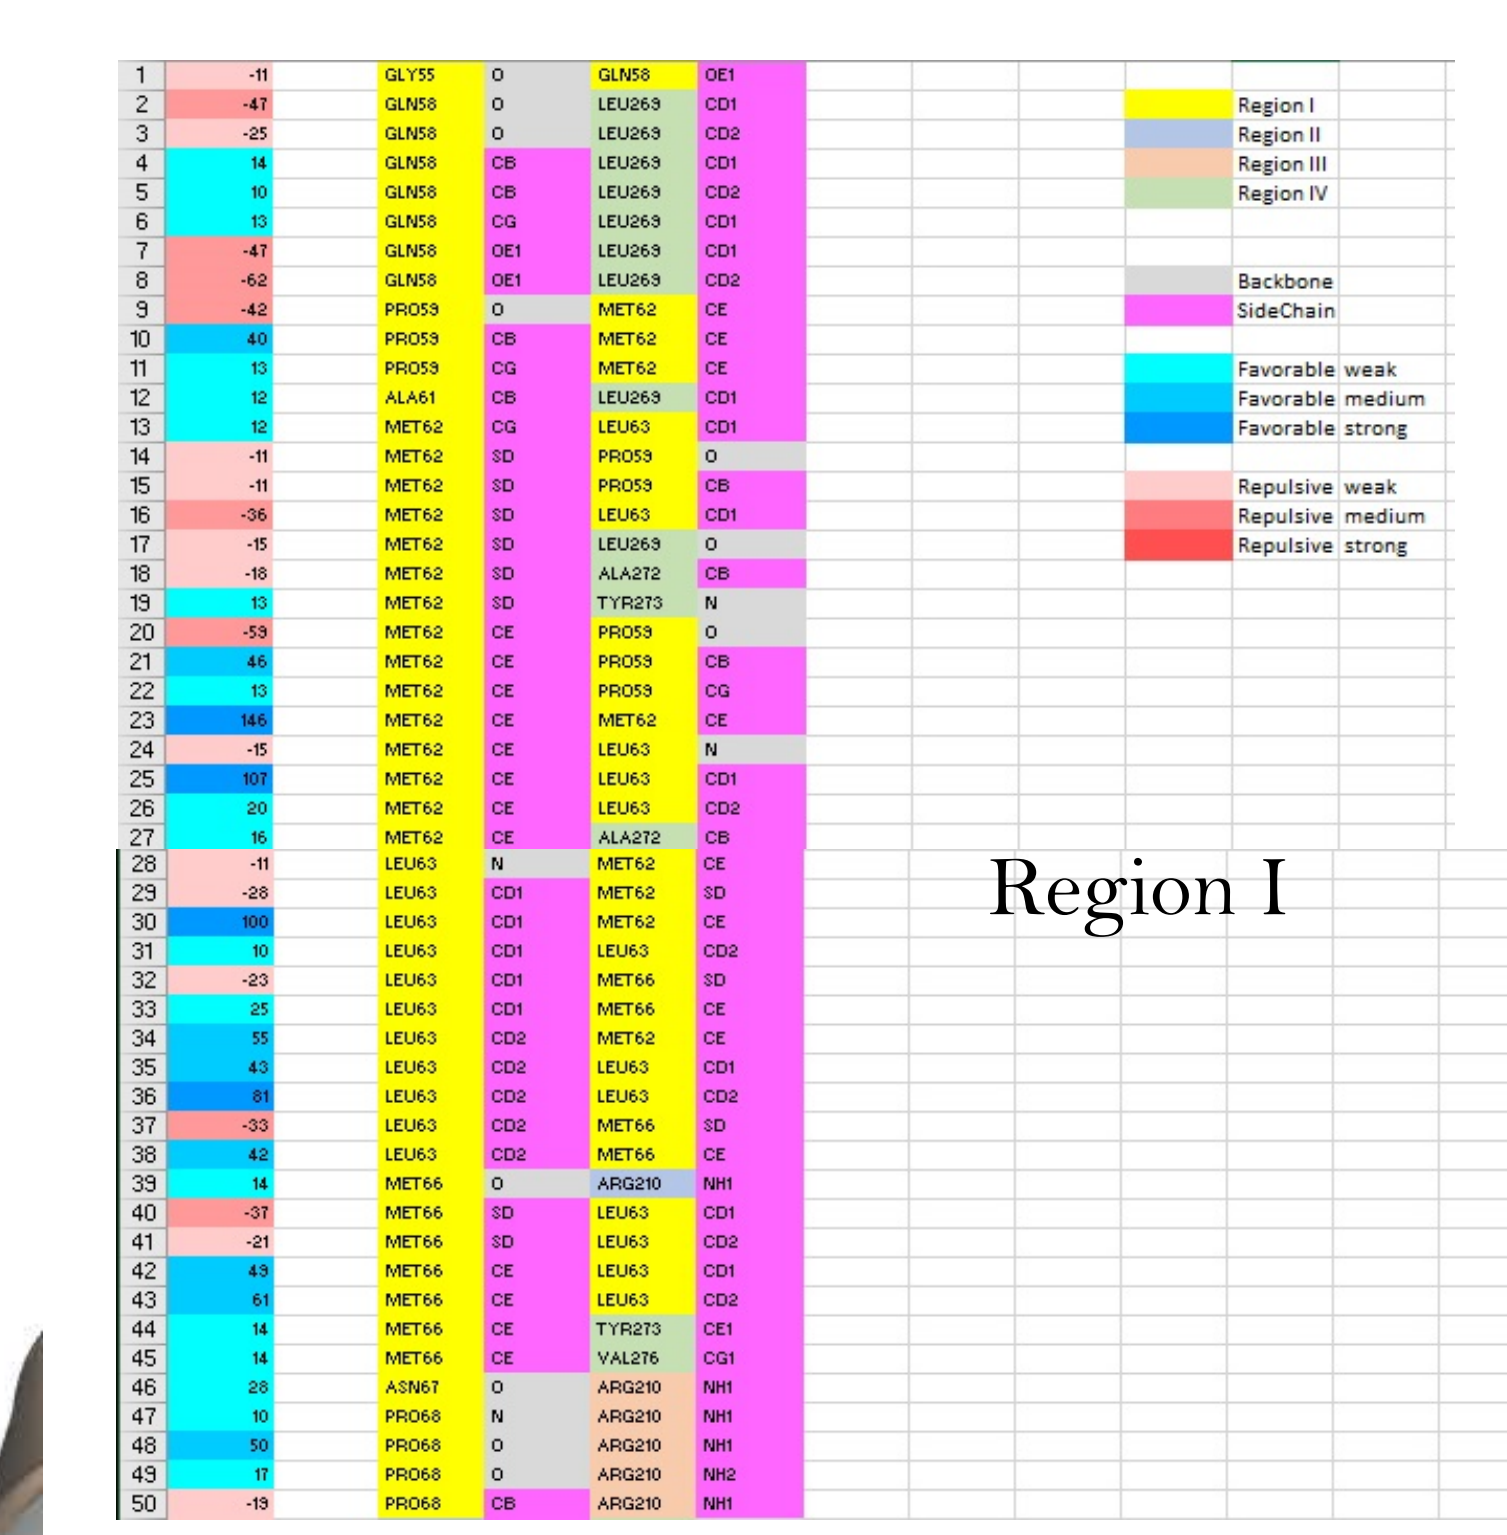 1 -11 GLY55 O GLN58 OE1
2 -47 GLN58 O LEU269 CD1 Region I
3 -25 GLN58 O LEU269 CD2 Region II
4 14 GLN58 CB LEU269 CD1 Region III
5 10 GLN58 CB LEU269 CD2 Region IV
6 13 GLN58 CG LEU269 CD1
7 -47 GLN58 OE1 LEU269 CD1
8 -62 GLN58 OE1 LEU269 CD2 Backbone
9 -42 PRO59 O MET62 CE SideChain
10 40 PRO59 CB MET62 CE
11 13 PRO59 CG MET62 CE Favorable weak
12 12 ALA61 CB LEU269 CD1 Favorable medium
13 12 MET62 CG LEU63 CD1 Favorable strong
14 -11 MET62 SD PRO59 O
15 -11 MET62 SD PRO59 CB Repulsive weak
16 -36 MET62 SD LEU63 CD1 Repulsive medium
17 -15 MET62 SD LEU269 O Repulsive strong
18 -18 MET62 SD ALA272 CB
19 13 MET62 SD TYR273 N
20 -59 MET62 CE PRO59 O
21 46 MET62 CE PRO59 CB
22 13 MET62 CE PRO59 CG
23 146 MET62 CE MET62 CE
24 -15 MET62 CE LEU63 N
25 107 MET62 CE LEU63 CD1
26 20 MET62 CE LEU63 CD2
27 16 MET62 CE ALA272 CB
28 -11 LEU63 N MET62 CE Region I
29 -28 LEU63 CD1 MET62 SD
30 100 LEU63 CD1 MET62 CE
31 10 LEU63 CD1 LEU63 CD2
32 -23 LEU63 CD1 MET66 SD
33 25 LEU63 CD1 MET66 CE
34 55 LEU63 CD2 MET62 CE
35 43 LEU63 CD2 LEU63 CD1
36 81 LEU63 CD2 LEU63 CD2
37 -33 LEU63 CD2 MET66 SD
38 42 LEU63 CD2 MET66 CE
39 14 MET66 O ARG210 NH1
40 -37 MET66 SD LEU63 CD1
41 -21 MET66 SD LEU63 CD2
42 49 MET66 CE LEU63 CD1
43 61 MET66 CE LEU63 CD2
44 14 MET66 CE TYR273 CE1
45 14 MET66 CE VAL276 CG1
46 28 ASN67 O ARG210 NH1
47 10 PRO68 N ARG210 NH1
48 50 PRO68 O ARG210 NH1
49 17 PRO68 O ARG210 NH2
50 -19 PRO68 CB ARG210 NH1